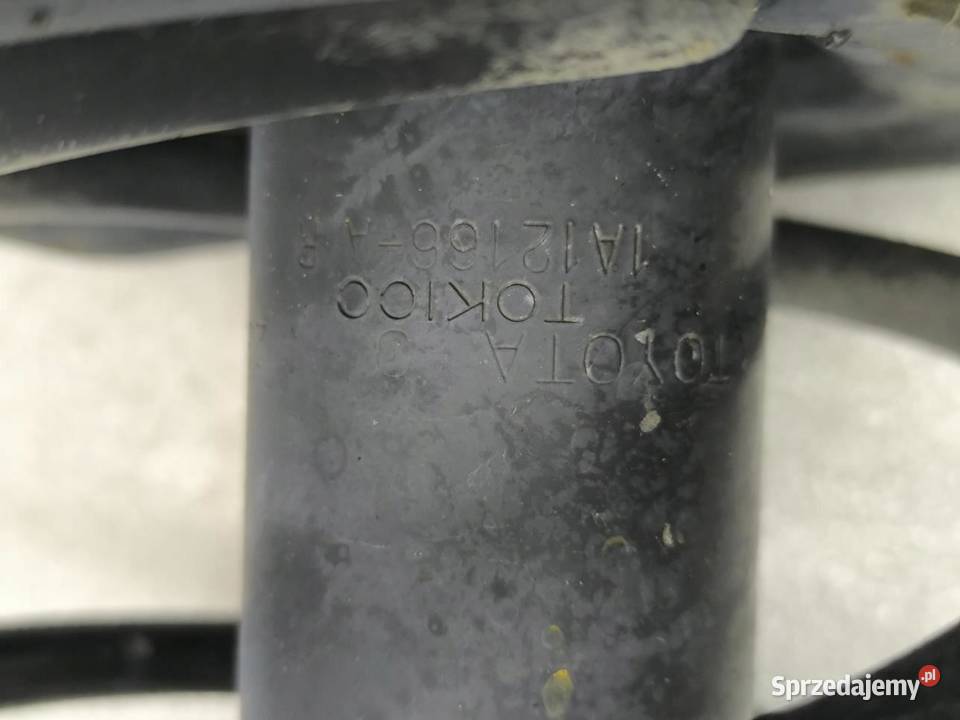 TOYOTA
TOKICO
1A12166-A R
Sprzedajemy.pl